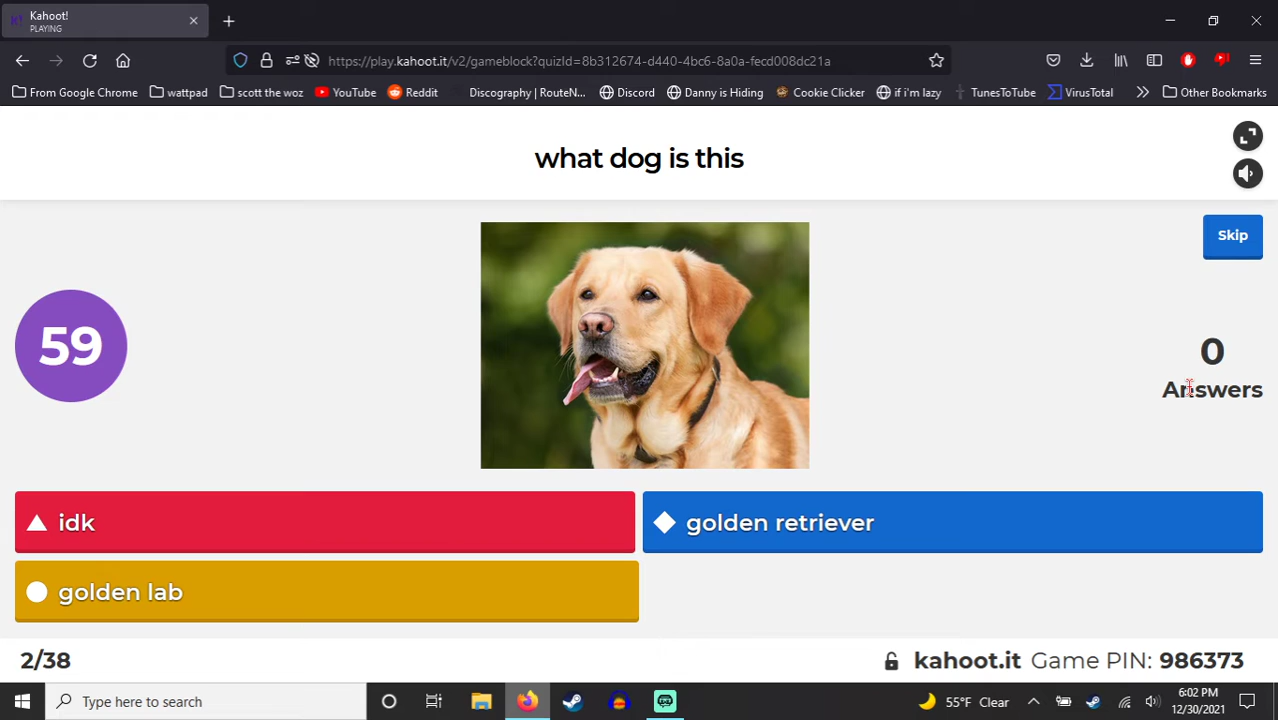 Kahoot!
PLAYING
https://play.kahoot.it/v2/gameblock?quizId=8b312674-d440-4bc6-8a0a-fecd008dc21a
From Google Chrome wattpad scott the woz YouTube Reddit Discography | RouteN... Discord Danny is Hiding Cookie Clicker if i'm lazy TunesToTube VirusTotal Other Bookmarks
what dog is this
Skip
59
0
Answers
idk
golden retriever
golden lab
2/38
kahoot.it Game PIN: 986373
Type here to search
55°F Clear
6:02 PM
12/30/2021